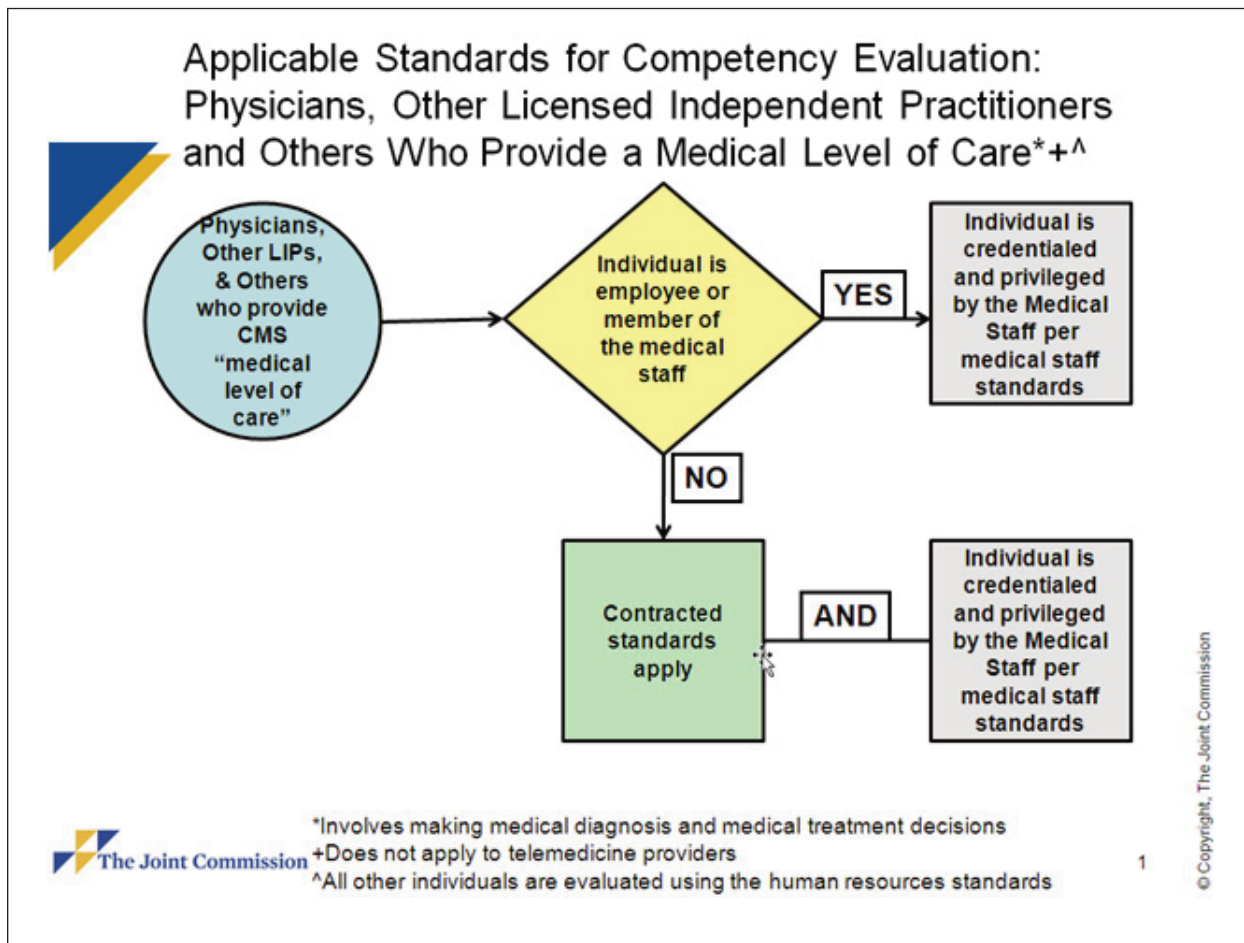 Applicable Standards for Competency Evaluation:
Physicians, Other Licensed Independent Practitioners
and Others Who Provide a Medical Level of Care*+^
Physicians,
Other LIPs,
& Others
who provide
CMS
“medical
level of
care”
Individual is
employee or
member of
the medical
staff
YES
Individual is
credentialed
and privileged
by the Medical
Staff per
medical staff
standards
NO
Contracted
standards
apply
AND
Individual is
credentialed
and privileged
by the Medical
Staff per
medical staff
standards
The Joint Commission
*Involves making medical diagnosis and medical treatment decisions
+Does not apply to telemedicine providers
^All other individuals are evaluated using the human resources standards
1
© Copyright, The Joint Commission